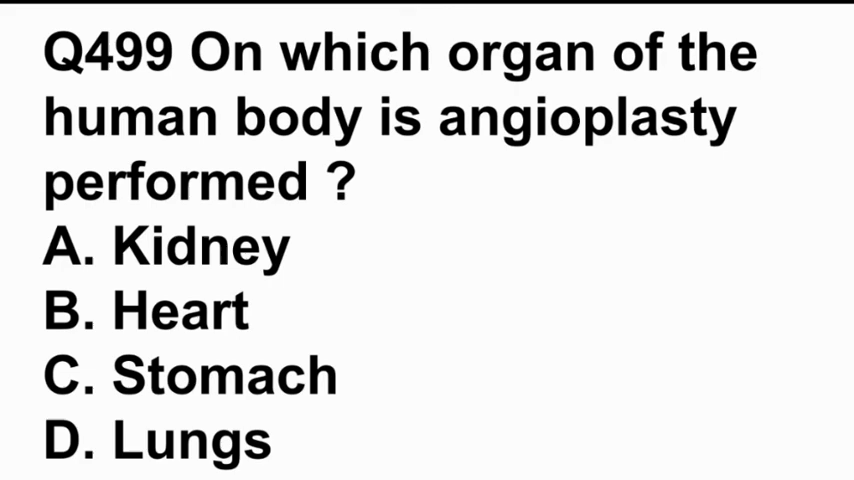 Q499 On which organ of the
human body is angioplasty
performed ?
A. Kidney
B. Heart
C. Stomach
D. Lungs